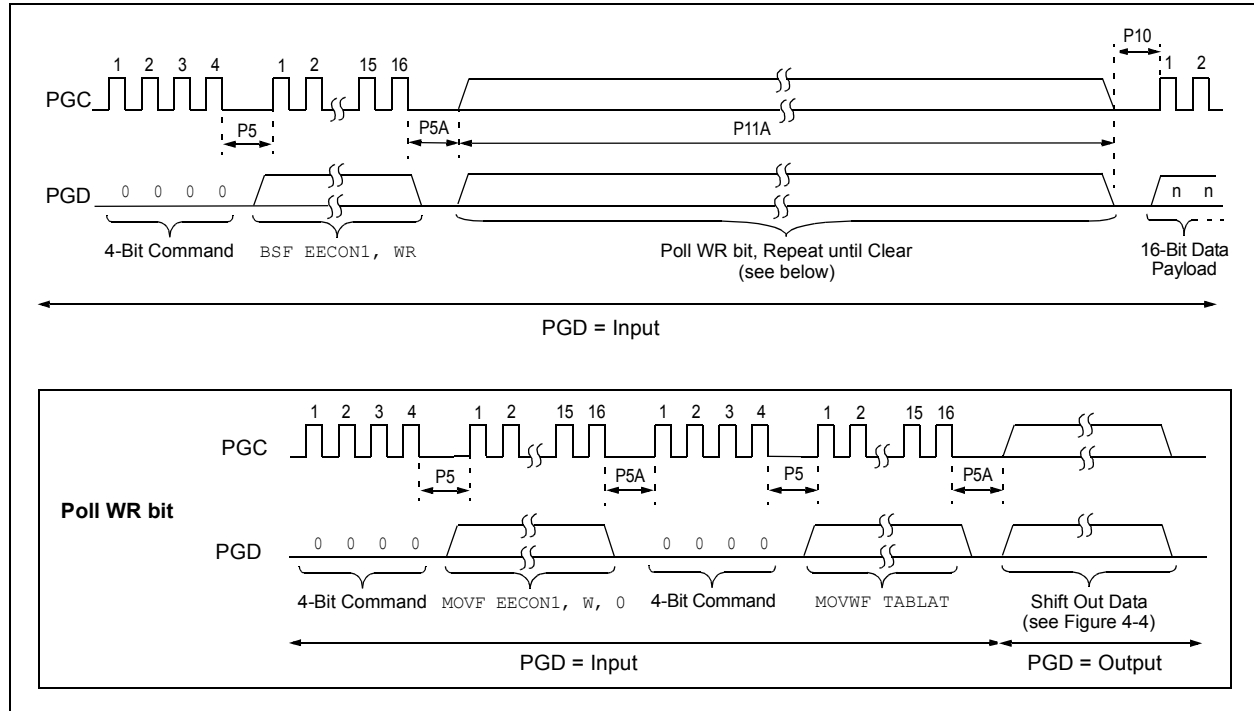 P10
1 2 3 4 1 2 15 16 1 2
PGC
P5 P5A P11A
PGD
0 0 0 0 n n
4-Bit Command BSF EECON1, WR Poll WR bit, Repeat until Clear 16-Bit Data
(see below) Payload
PGD = Input
1 2 3 4 1 2 15 16 1 2 3 4 1 2 15 16
PGC
P5 P5A P5 P5A
Poll WR bit
PGD
0 0 0 0 0 0 0 0
4-Bit Command MOVF EECON1, W, 0 4-Bit Command MOVWF TABLAT Shift Out Data
(see Figure 4-4)
PGD = Input PGD = Output